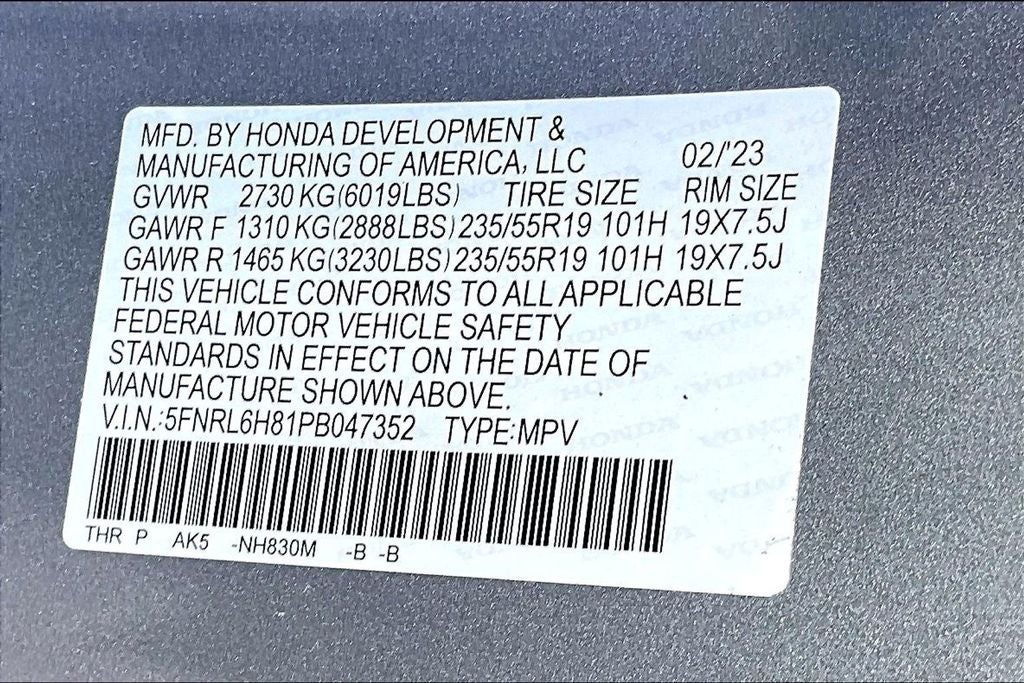 MFD. BY HONDA DEVELOPMENT &
MANUFACTURING OF AMERICA, LLC 02/'23
GVWR 2730 KG(6019LBS) TIRE SIZE RIM SIZE
GAWR F 1310 KG(2888LBS) 235/55R19 101H 19X7.5J
GAWR R 1465 KG(3230LBS) 235/55R19 101H 19X7.5J
THIS VEHICLE CONFORMS TO ALL APPLICABLE
FEDERAL MOTOR VEHICLE SAFETY
STANDARDS IN EFFECT ON THE DATE OF
MANUFACTURE SHOWN ABOVE.
V.I.N.:5FNRL6H81PB047352 TYPE:MPV
THR P AK5 -NH830M -B -B